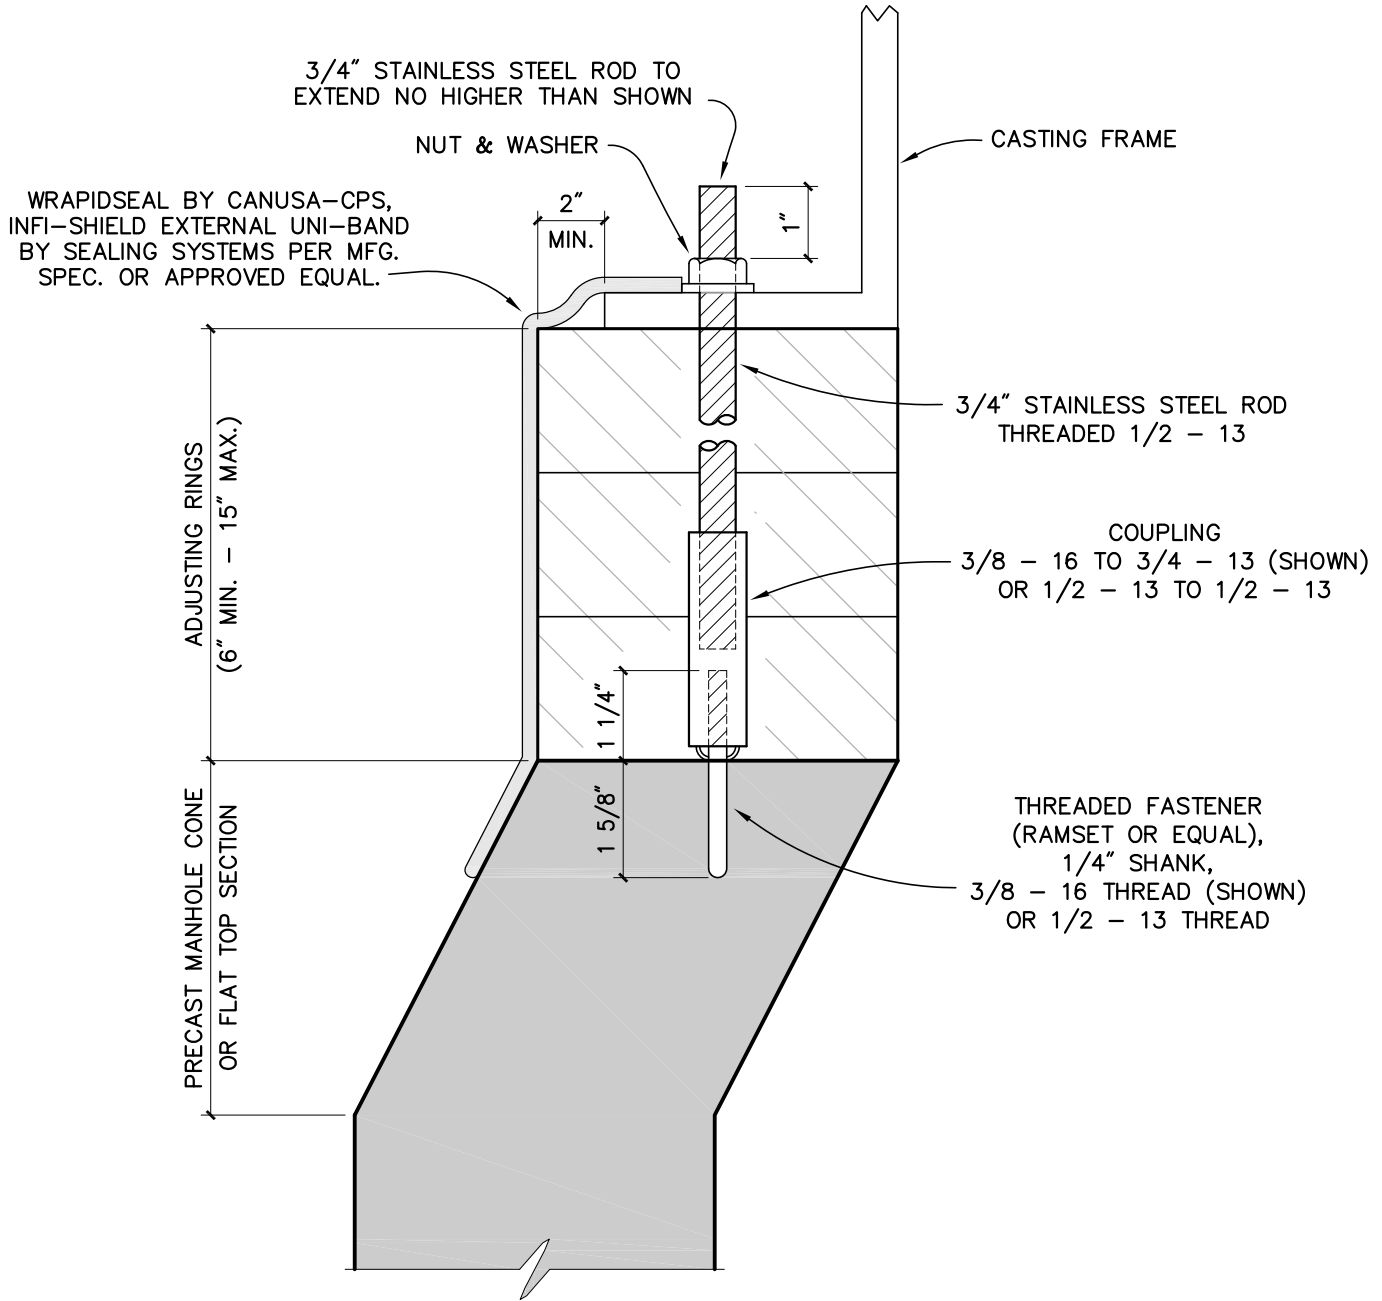 3/4" STAINLESS STEEL ROD TO
EXTEND NO HIGHER THAN SHOWN
NUT & WASHER
CASTING FRAME
WRAPIDSEAL BY CANUSA-CPS,
INFI-SHIELD EXTERNAL UNI-BAND
BY SEALING SYSTEMS PER MFG.
SPEC. OR APPROVED EQUAL.
2"
MIN.
1"
3/4" STAINLESS STEEL ROD
THREADED 1/2 - 13
ADJUSTING RINGS
(6" MIN. - 15" MAX.)
COUPLING
3/8 - 16 TO 3/4 - 13 (SHOWN)
OR 1/2 - 13 TO 1/2 - 13
1 1/4"
1 5/8"
PRECAST MANHOLE CONE
OR FLAT TOP SECTION
THREADED FASTENER
(RAMSET OR EQUAL),
1/4" SHANK,
3/8 - 16 THREAD (SHOWN)
OR 1/2 - 13 THREAD